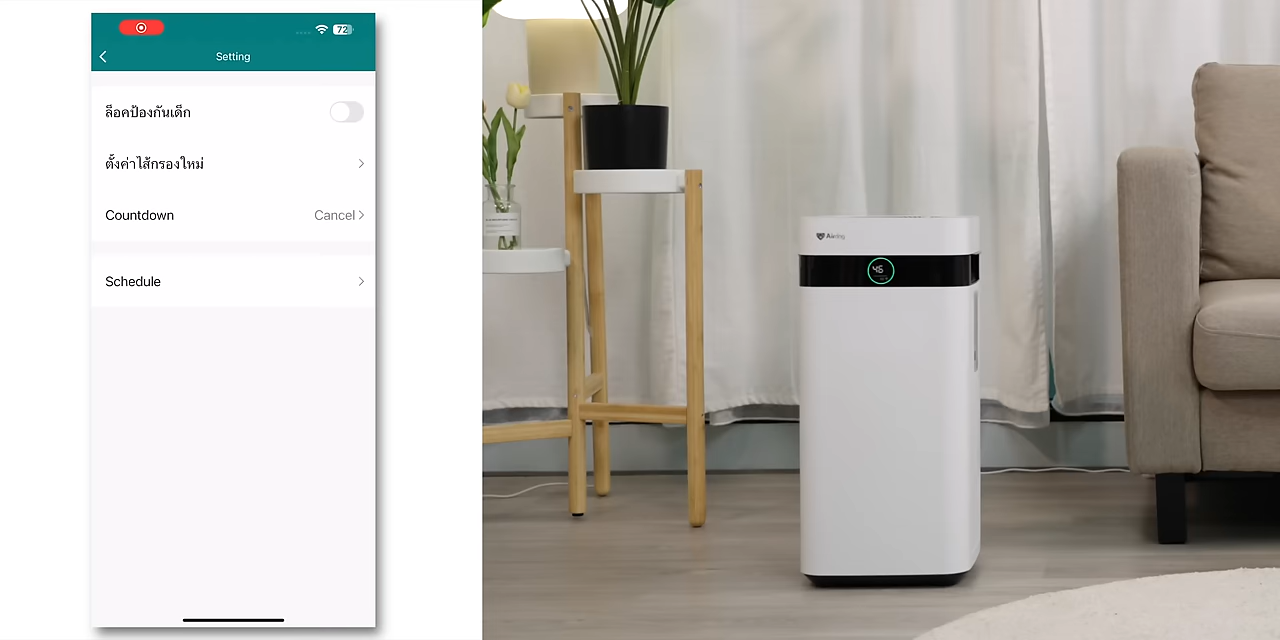 72
Setting
ล็อคป้องกันเด็ก
ตั้งค่าไส้กรองใหม่
Countdown
Cancel
Schedule
Airdog
46